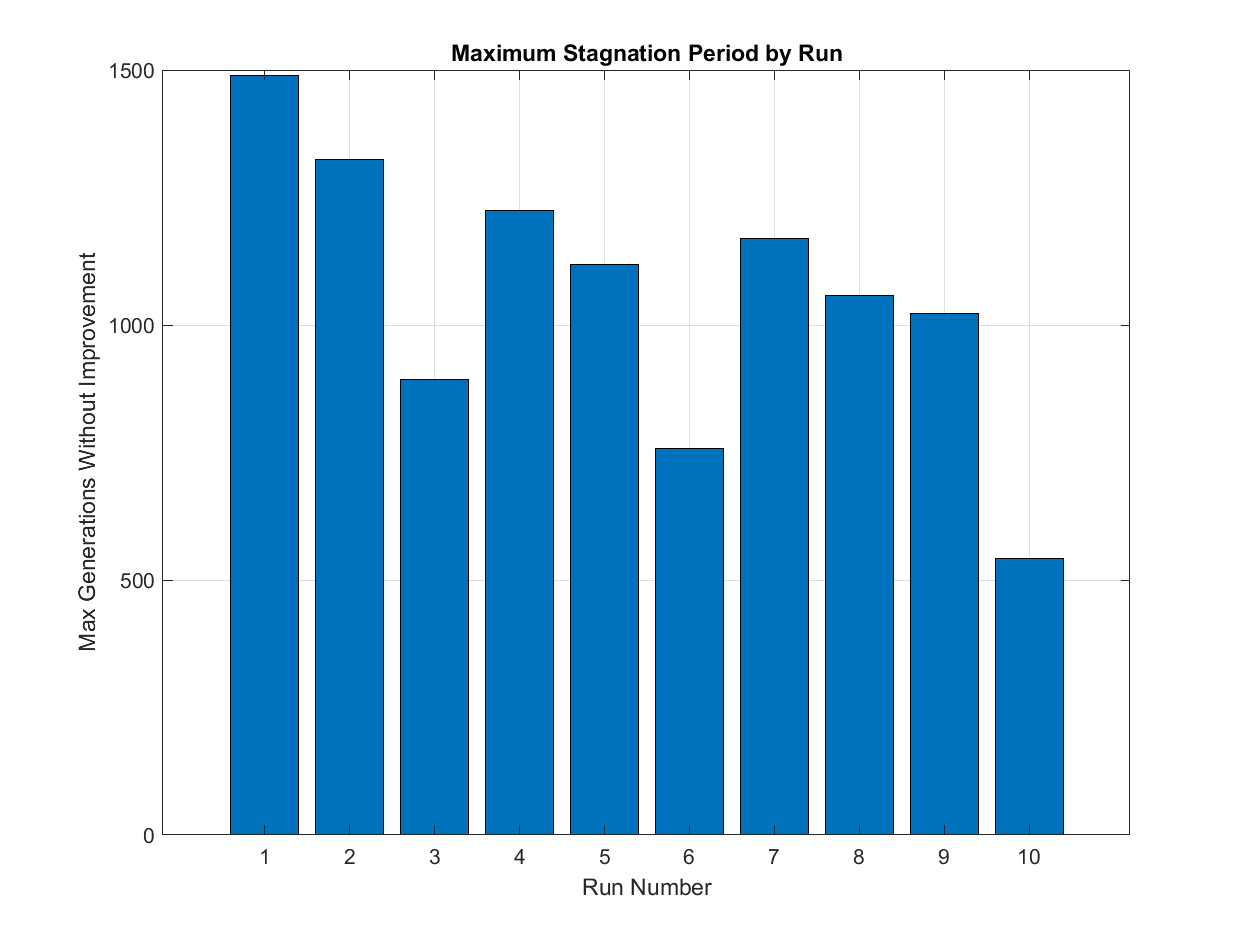 Maximum Stagnation Period by Run
1500
1000
500
0
Max Generations Without Improvement
1 2 3 4 5 6 7 8 9 10
Run Number